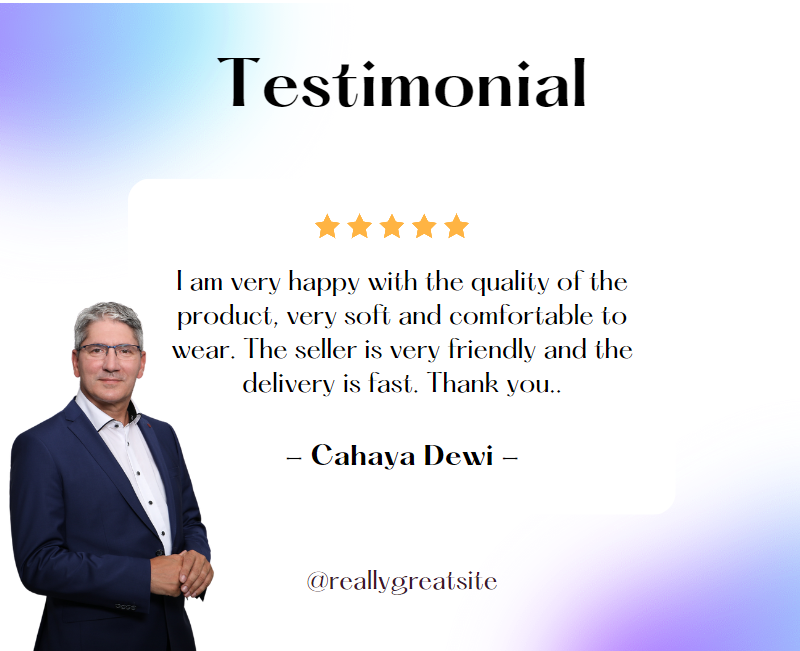 Testimonial
I am very happy with the quality of the
product, very soft and comfortable to
wear. The seller is very friendly and the
delivery is fast. Thank you..
– Cahaya Dewi –
@reallygreatsite